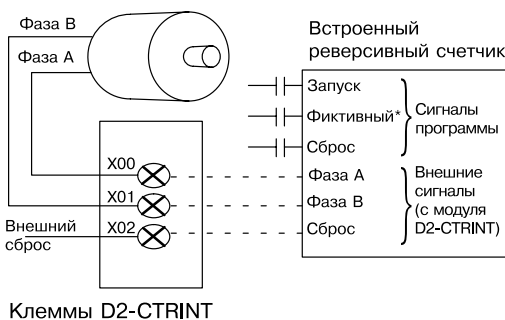 Фаза B
Фаза A
Внешний
сброс
X00
X01
X02
Клеммы D2-CTRINT
Встроенный
реверсивный счетчик
Запуск
Фиктивный*
Сброс
Сигналы
программы
Фаза A
Фаза B
Сброс
Внешние
сигналы
(с модуля
D2-CTRINT)